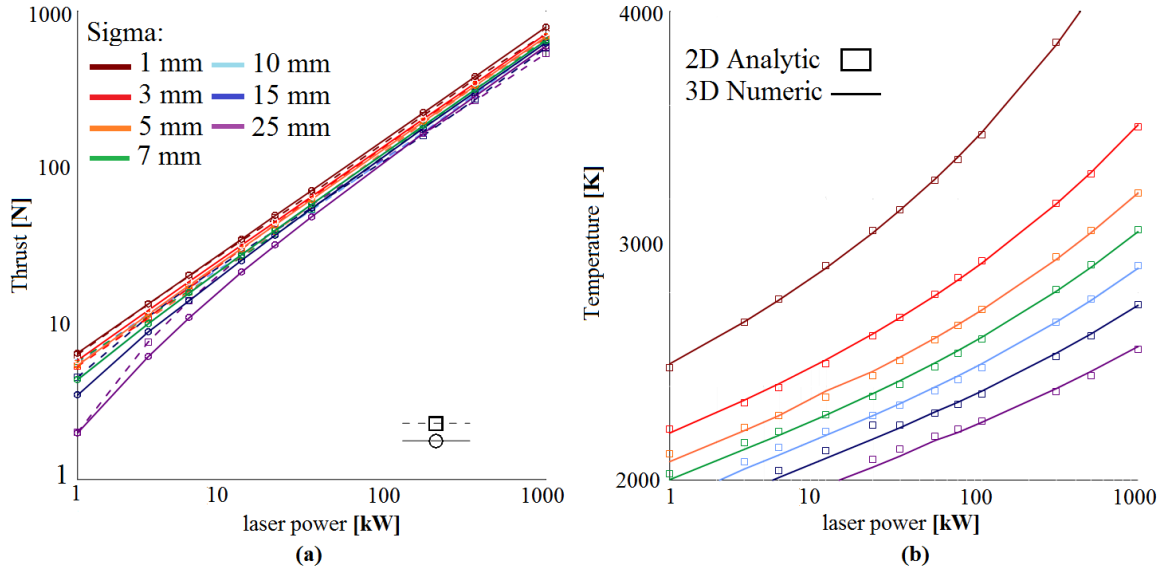 1000
100
10
1
Thrust [N]
Sigma:
1 mm
10 mm
3 mm
15 mm
5 mm
25 mm
7 mm
1
10
100
1000
laser power [kW]
(a)
4000
3000
2000
Temperature [K]
2D Analytic
3D Numeric
1
10
100
1000
laser power [kW]
(b)